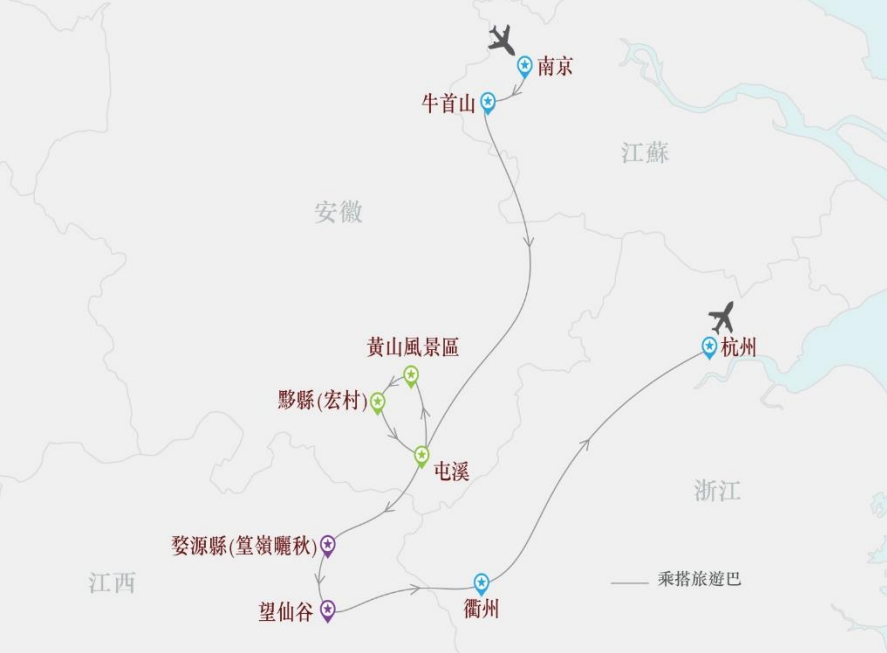 南京
牛首山
江蘇
安徽
黃山風景區
杭州
黟縣(宏村)
屯溪
浙江
婺源縣(篁嶺曬秋)
江西
乘搭旅遊巴
望仙谷
衢州